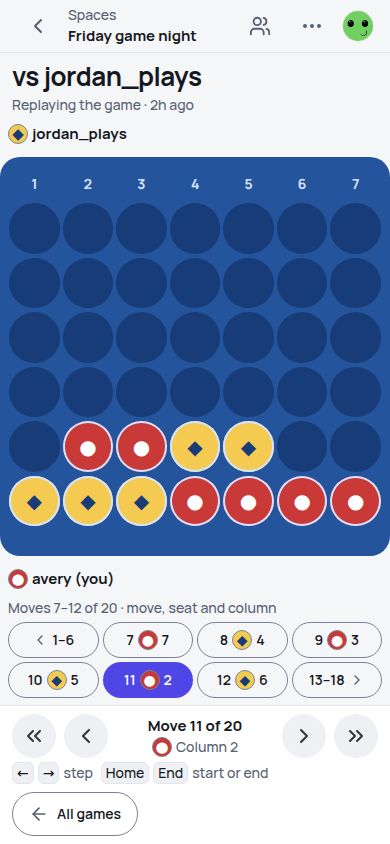 Spaces
Friday game night
vs jordan_plays
Replaying the game · 2h ago
jordan_plays
1 2 3 4 5 6 7
avery (you)
Moves 7–12 of 20 · move, seat and column
1–6 7 7 8 4 9 3
10 5 11 2 12 6 13–18
Move 11 of 20
Column 2
← → step Home End start or end
All games